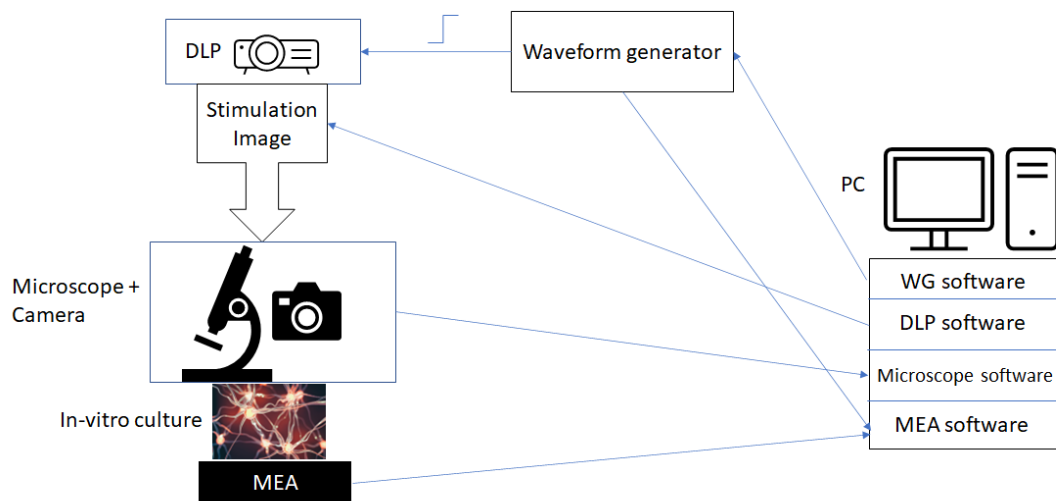 DLP
Waveform generator
Stimulation
Image
PC
Microscope +
Camera
WG software
DLP software
Microscope software
MEA software
In-vitro culture
MEA